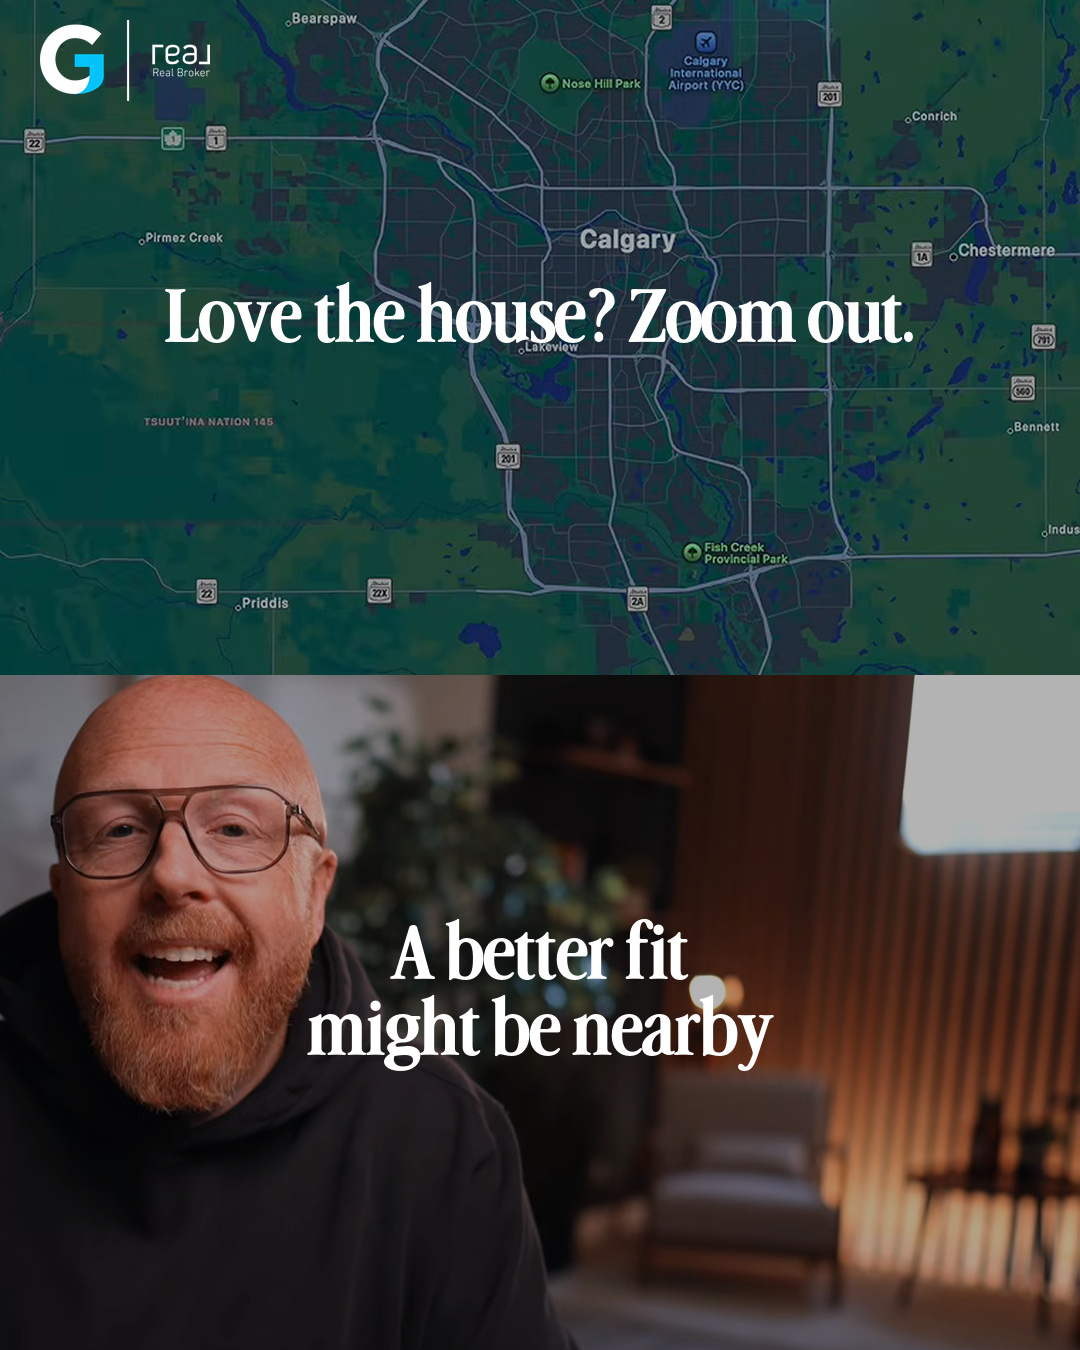 G
real
Real Broker
Bearspaw
2
Calgary
International
Airport (YYC)
Nose Hill Park
201
Conrich
22
1
1
Pirmez Creek
Calgary
1A
Chestermere
Love the house? Zoom out.
Lakeview
791
560
TSUUT'INA NATION 145
Bennett
201
Indus
Fish Creek
Provincial Park
22
22X
2A
Priddis
A better fit
might be nearby